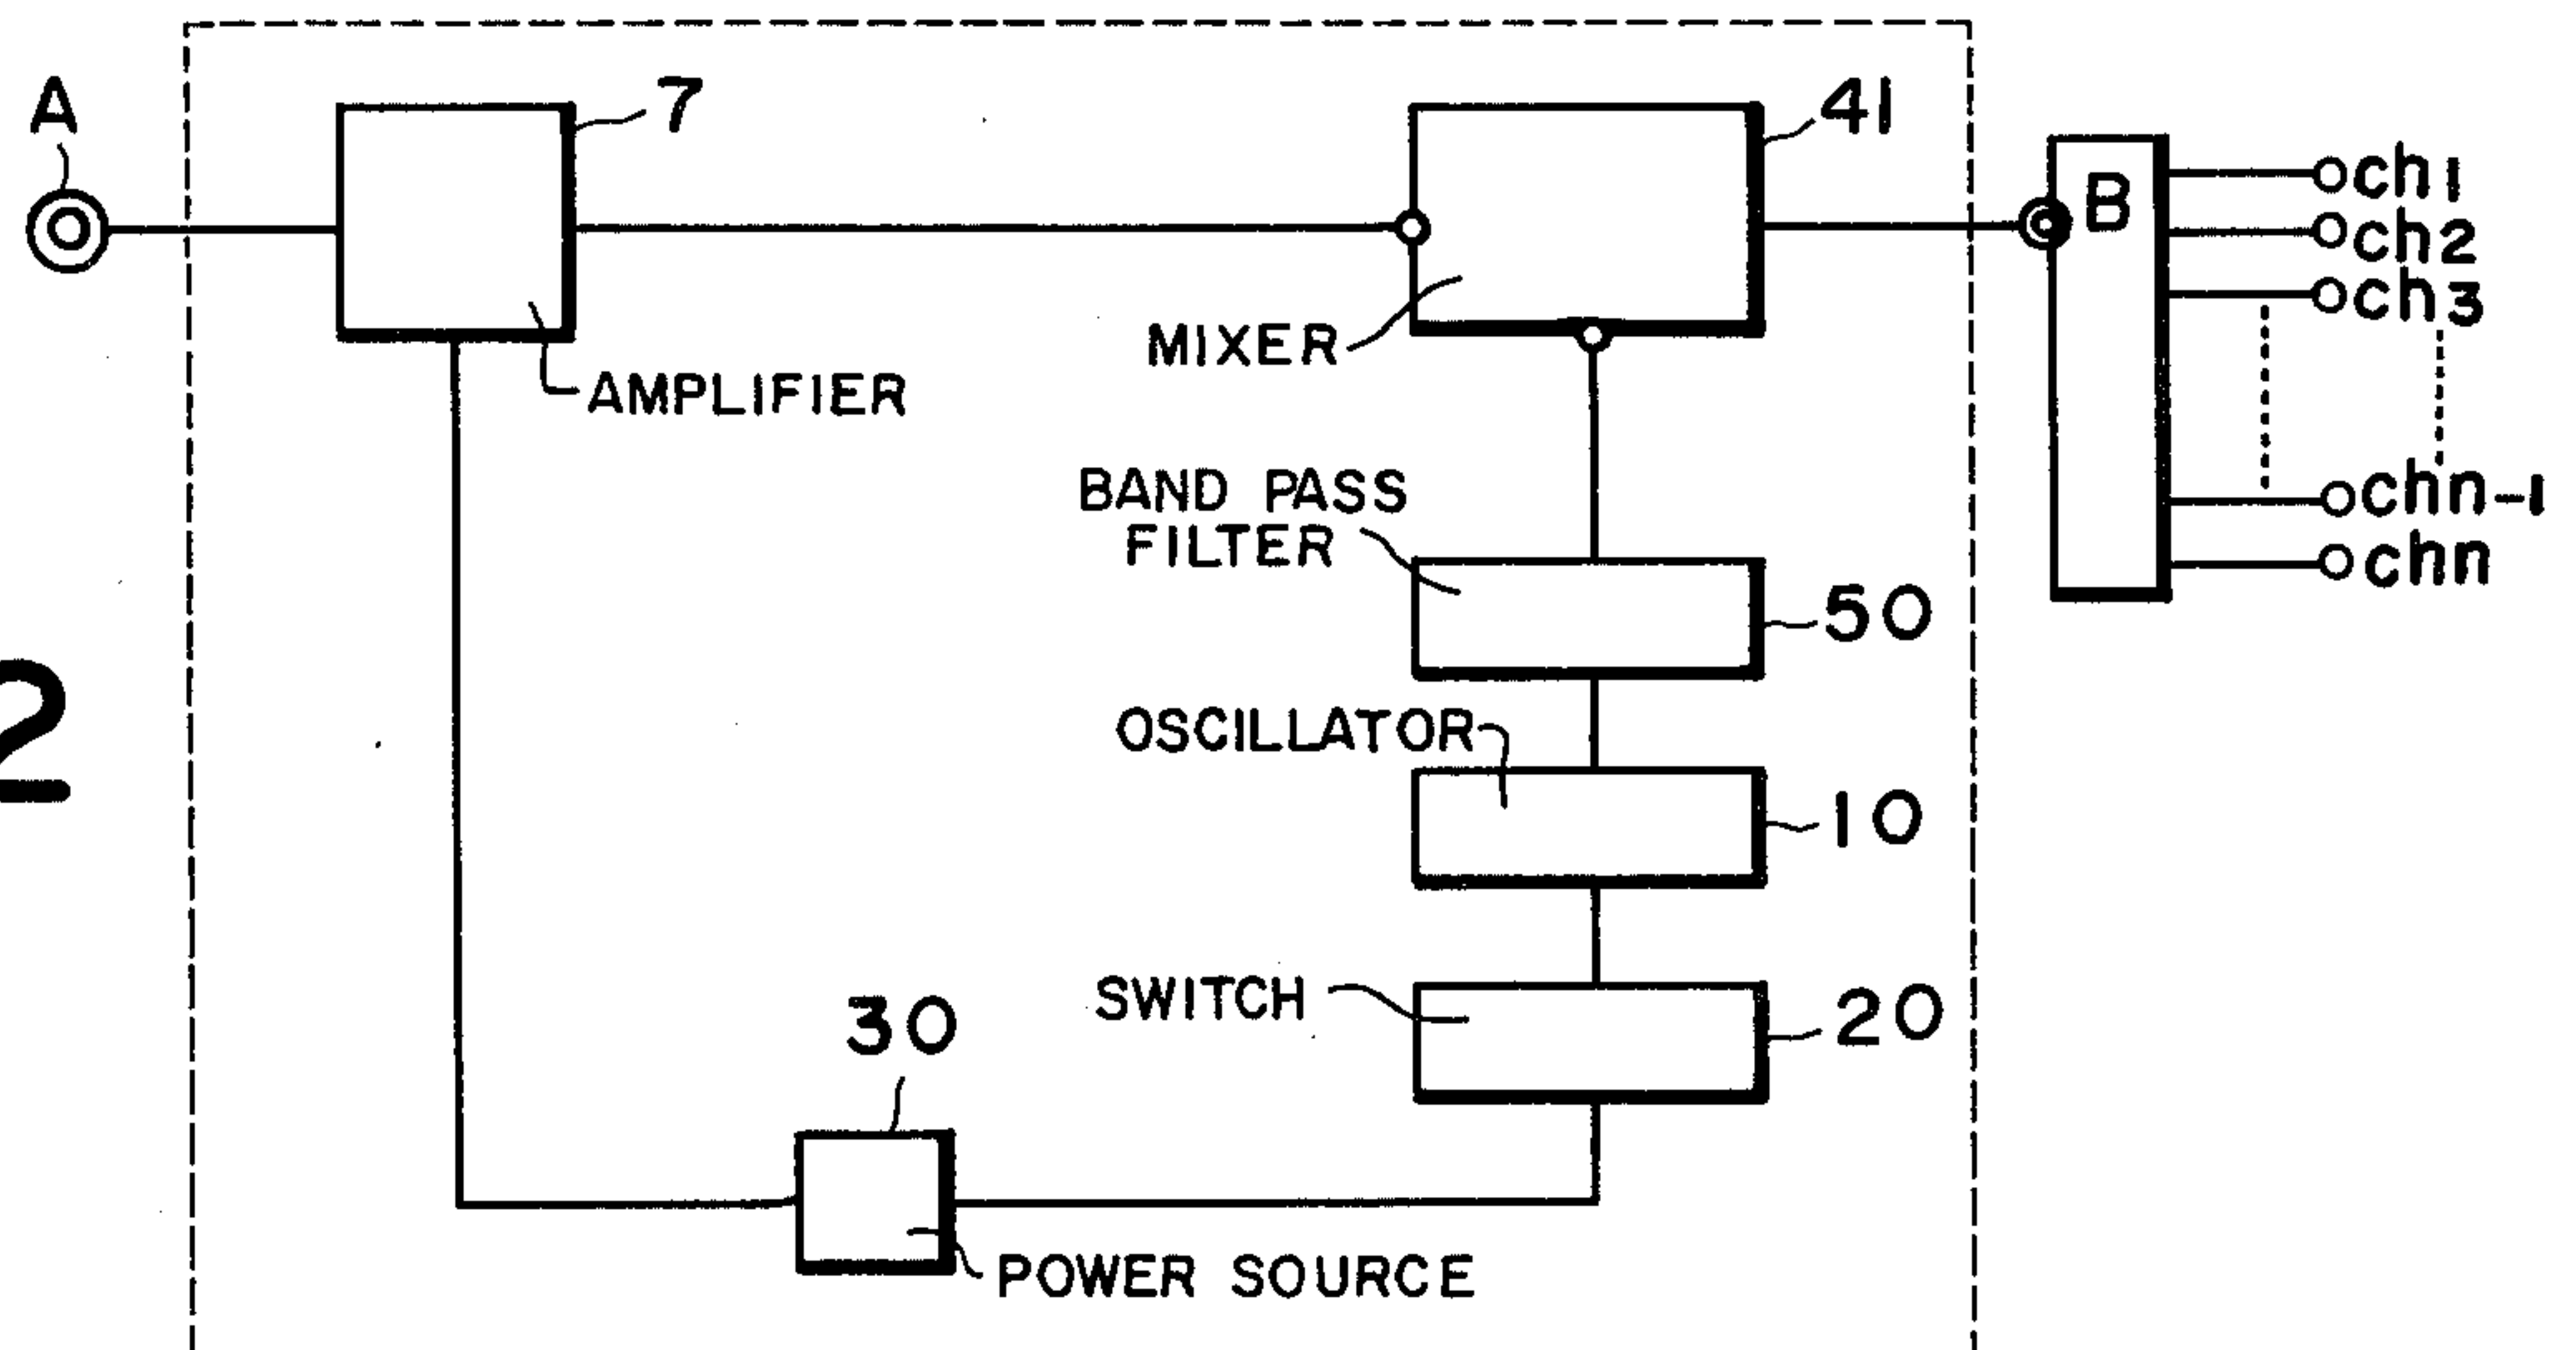 A
7
41
B
ch1
ch2
ch3
MIXER
AMPLIFIER
BAND PASS
FILTER
chn-1
chn
50
2
OSCILLATOR
10
SWITCH
20
30
POWER SOURCE